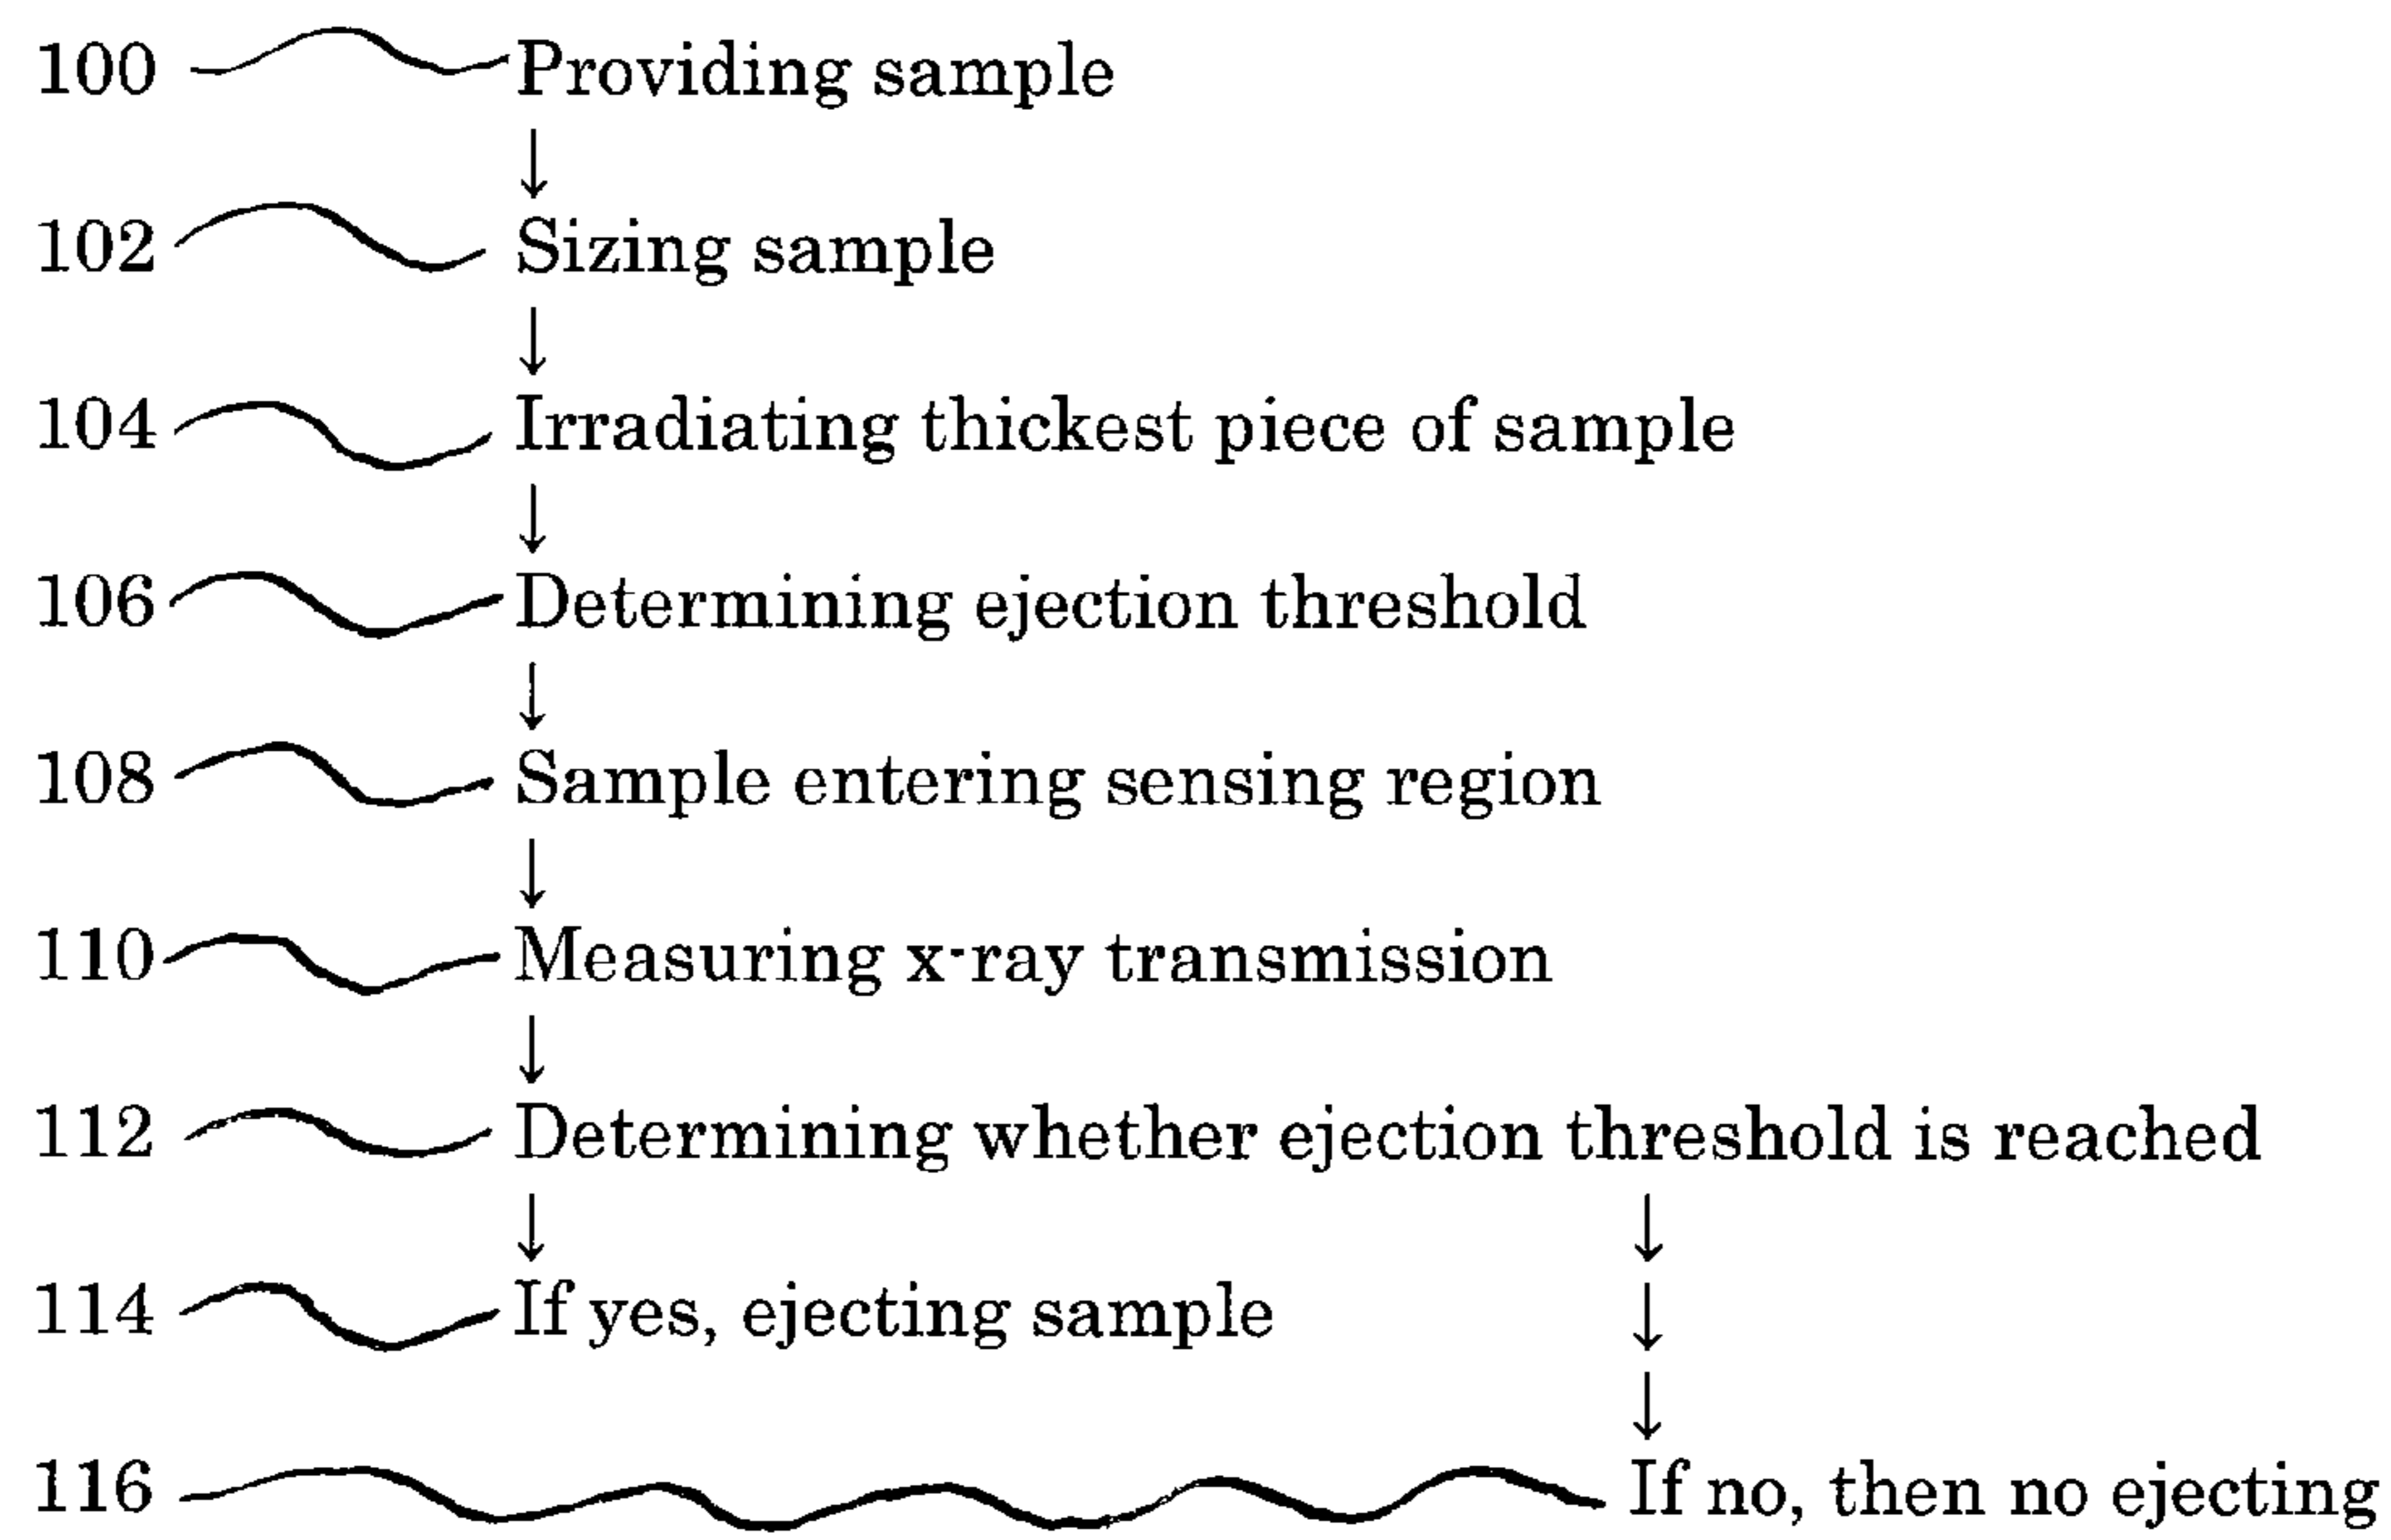 100 Providing sample
↓
102 Sizing sample
↓
104 Irradiating thickest piece of sample
↓
106 Determining ejection threshold
↓
108 Sample entering sensing region
↓
110 Measuring x-ray transmission
↓
112 Determining whether ejection threshold is reached
↓ ↓
114 If yes, ejecting sample ↓
↓
116 If no, then no ejecting